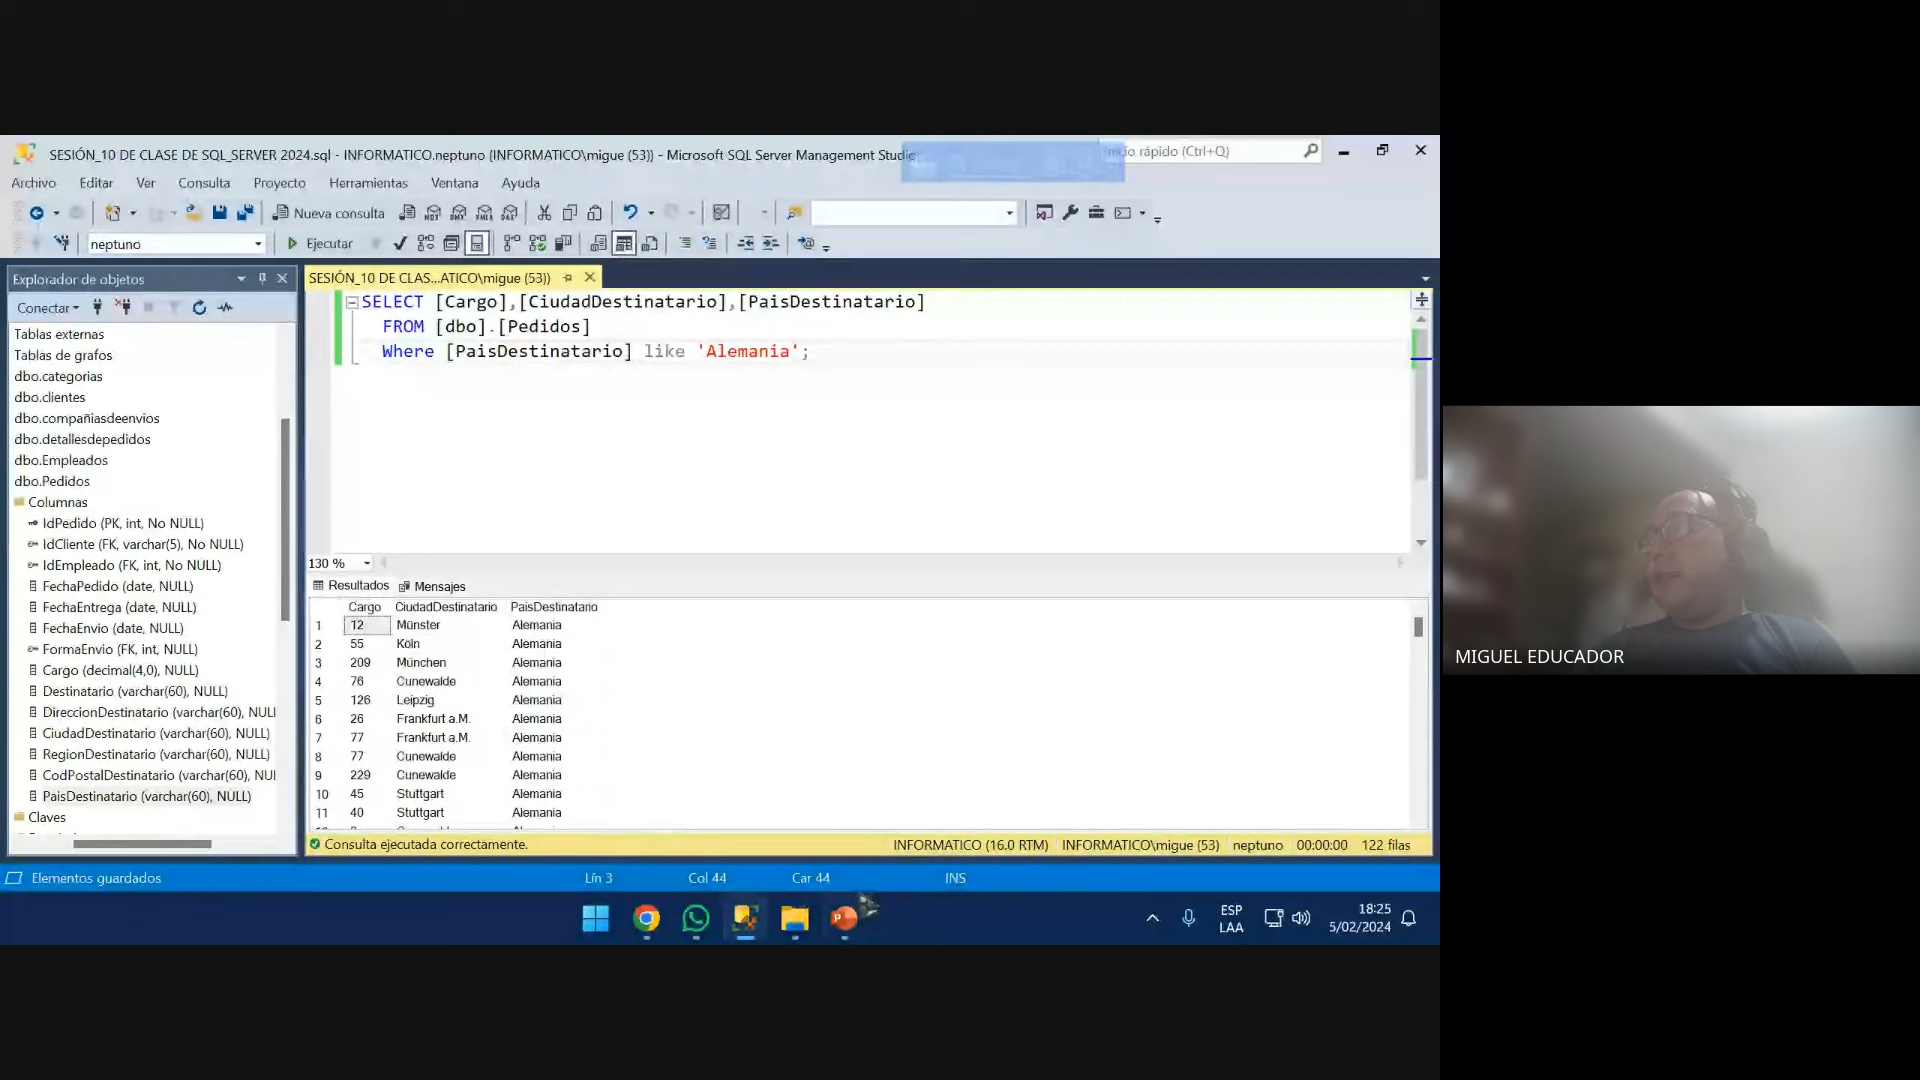 SESIÓN_10 DE CLASE DE SQL_SERVER 2024.sql - INFORMATICO.neptuno (INFORMATICO\migue (53)) - Microsoft SQL Server Management Studio
rápido (Ctrl+Q)
Archivo Editar Ver Consulta Proyecto Herramientas Ventana Ayuda
Nueva consulta
neptuno Ejecutar
Explorador de objetos
Conectar
Tablas externas
Tablas de grafos
dbo.categorias
dbo.clientes
dbo.compañiasdeenvios
dbo.detallesdepedidos
dbo.Empleados
dbo.Pedidos
Columnas
IdPedido (PK, int, No NULL)
IdCliente (FK, varchar(5), No NULL)
IdEmpleado (FK, int, No NULL)
FechaPedido (date, NULL)
FechaEntrega (date, NULL)
FechaEnvio (date, NULL)
FormaEnvio (FK, int, NULL)
Cargo (decimal(4,0), NULL)
Destinatario (varchar(60), NULL)
DireccionDestinatario (varchar(60), NULL
CiudadDestinatario (varchar(60), NULL)
RegionDestinatario (varchar(60), NULL)
CodPostalDestinatario (varchar(60), NU
PaisDestinatario (varchar(60), NULL)
Claves
SESIÓN_10 DE CLAS...ATICO\migue (53))
SELECT [Cargo],[CiudadDestinatario],[PaisDestinatario]
FROM [dbo].[Pedidos]
Where [PaisDestinatario] like 'Alemania';
130 %
Resultados Mensajes
Cargo CiudadDestinatario PaisDestinatario
1 12 Münster Alemania
2 55 Köln Alemania
3 209 München Alemania
4 76 Cunewalde Alemania
5 126 Leipzig Alemania
6 26 Frankfurt a.M. Alemania
7 77 Frankfurt a.M. Alemania
8 77 Cunewalde Alemania
9 229 Cunewalde Alemania
10 45 Stuttgart Alemania
11 40 Stuttgart Alemania
Consulta ejecutada correctamente. INFORMATICO (16.0 RTM) INFORMATICO\migue (53) neptuno 00:00:00 122 filas
Elementos guardados Lín 3 Col 44 Car 44 INS
ESP
LAA
18:25
5/02/2024
MIGUEL EDUCADOR